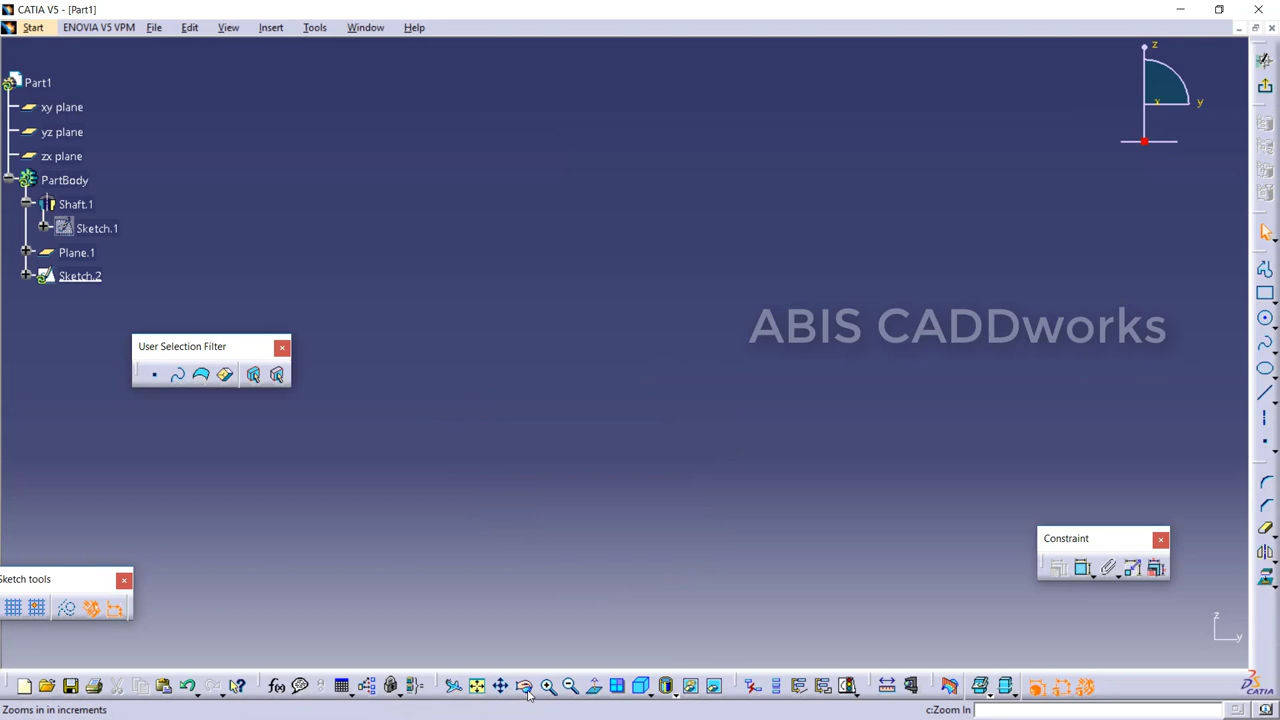 CATIA V5 - [Part1]
Start ENOVIA V5 VPM File Edit View Insert Tools Window Help
z
x
y
Part1
xy plane
yz plane
zx plane
PartBody
Shaft.1
Sketch.1
Plane.1
Sketch.2
ABIS CADDworks
User Selection Filter
Constraint
Sketch tools
z
y
f(x)
CATIA
Zooms in in increments
c:Zoom In